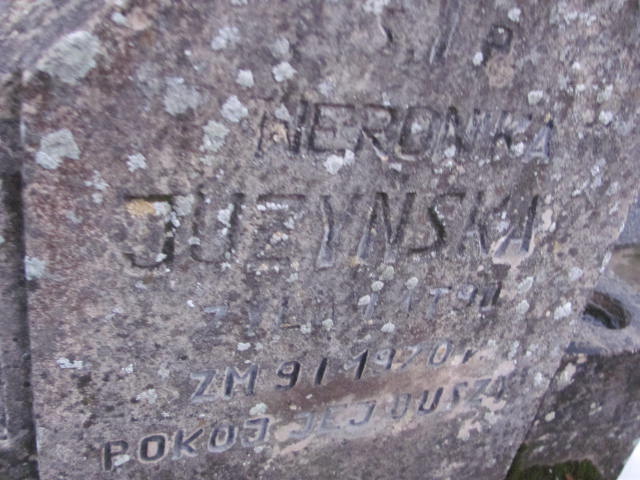 Ś. P
WERONIKA
JUZYNSKA
ZM 9 I 1970 r
POKÓJ JEJ DUSZY